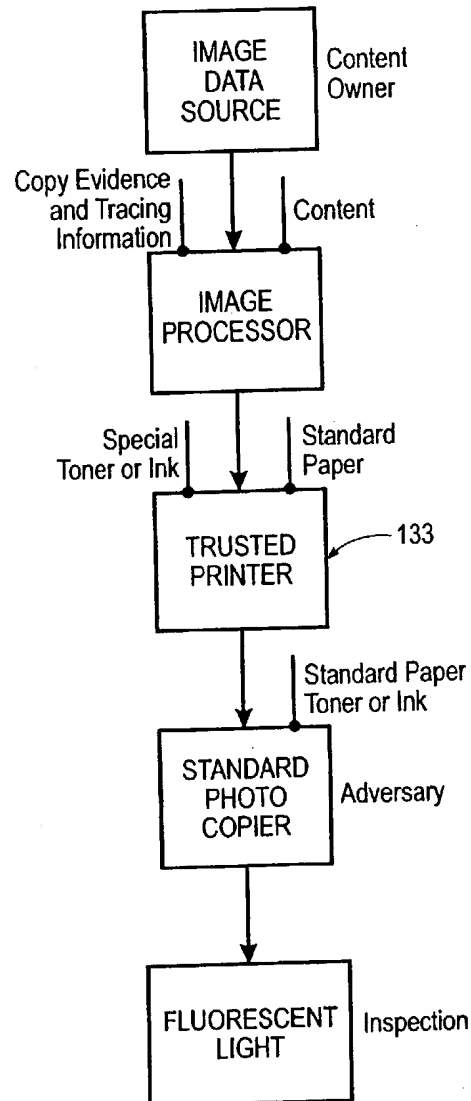 IMAGE
DATA
SOURCE
Content
Owner
Copy Evidence
and Tracing
Information
Content
IMAGE
PROCESSOR
Special
Toner or Ink
Standard
Paper
TRUSTED
PRINTER
133
Standard Paper
Toner or Ink
STANDARD
PHOTO
COPIER
Adversary
FLUORESCENT
LIGHT
Inspection